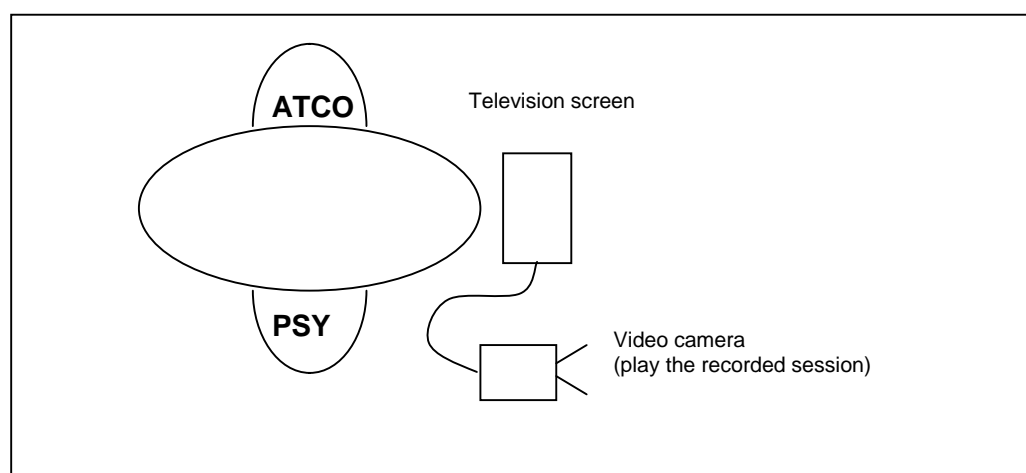 ATCO
Television screen
PSY
Video camera
(play the recorded session)